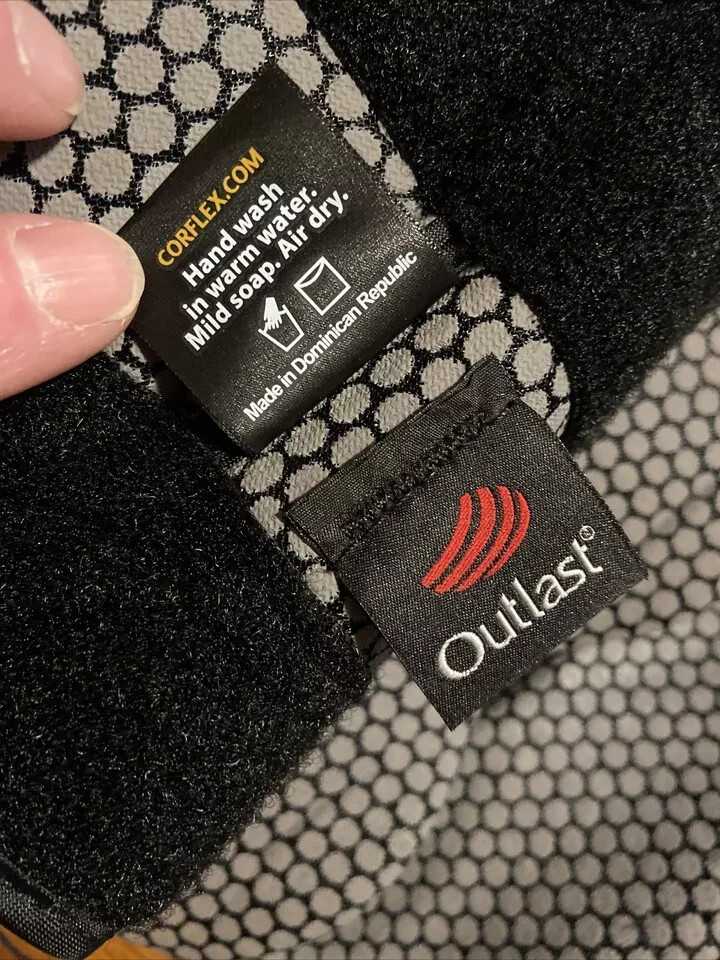 CORFLEX.COM
Hand wash
in warm water.
Mild soap. Air dry.
Made in Dominican Republic
Outlast®